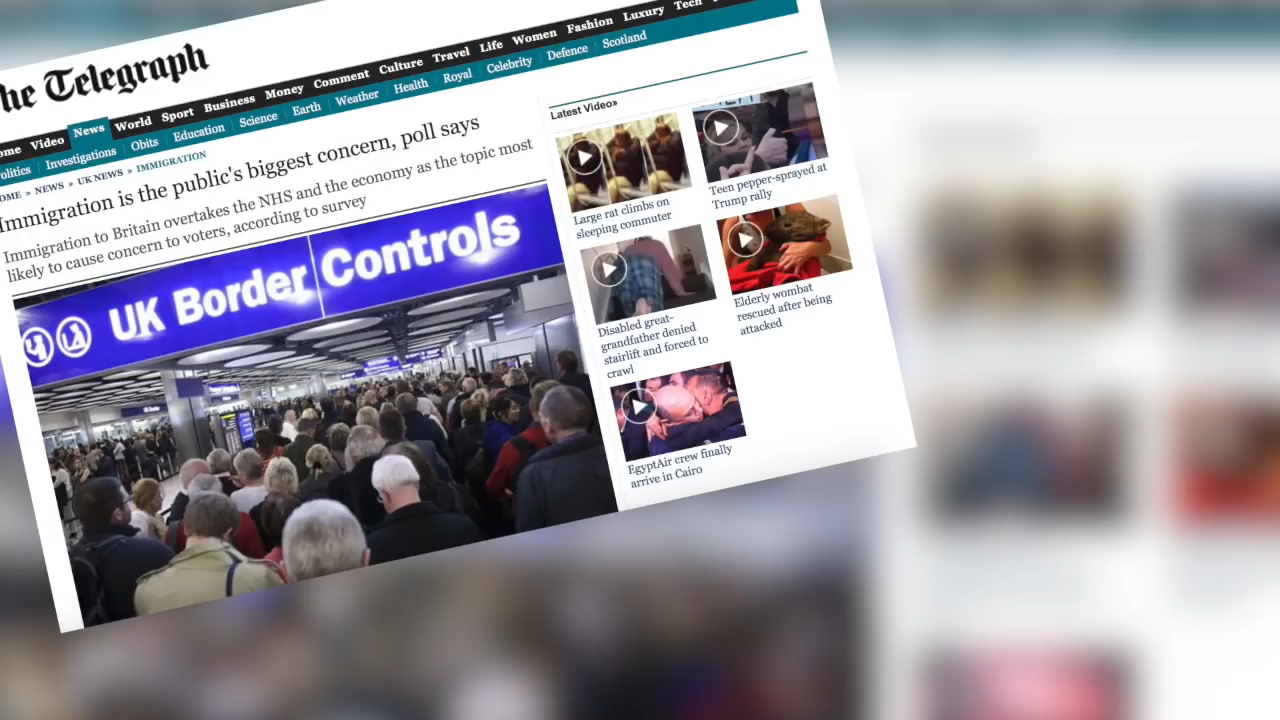 The Telegraph
Home Video News World Sport Business Money Comment Culture Travel Life Women Fashion Luxury Tech
Politics Investigations Obits Education Science Earth Weather Health Royal Celebrity Defence Scotland
HOME » NEWS » UK NEWS » IMMIGRATION
Immigration is the public's biggest concern, poll says
Immigration to Britain overtakes the NHS and the economy as the topic most
likely to cause concern to voters, according to survey
UK Border Controls
Latest Video»
Large rat climbs on
sleeping commuter
Teen pepper-sprayed at
Trump rally
Disabled great-
grandfather denied
stairlift and forced to
crawl
Elderly wombat
rescued after being
attacked
EgyptAir crew finally
arrive in Cairo